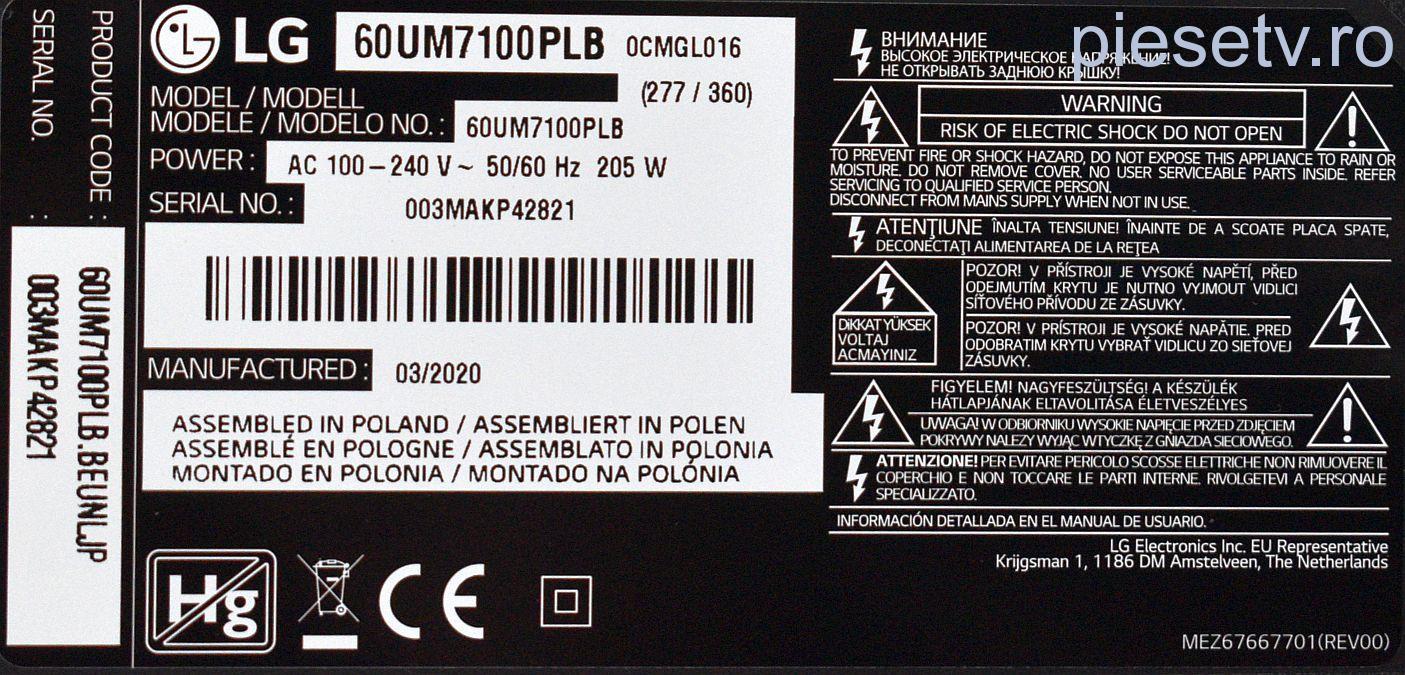 PRODUCT CODE :
60UM7100PLB.BEUNLJP
SERIAL NO. :
003MAKP42821
LG
60UM7100PLB 0CMGL016
(277 / 360)
MODEL / MODELL
MODELE / MODELO NO. : 60UM7100PLB
POWER : AC 100-240 V ~ 50/60 Hz 205 W
SERIAL NO. : 003MAKP42821
MANUFACTURED : 03/2020
ASSEMBLED IN POLAND / ASSEMBLIERT IN POLEN
ASSEMBLÉ EN POLOGNE / ASSEMBLATO IN POLONIA
MONTADO EN POLONIA / MONTADO NA POLÓNIA
Hg
CE
piesetv.ro
ВНИМАНИЕ
ВЫСОКОЕ ЭЛЕКТРИЧЕСКОЕ НАПРЯЖЕНИЕ!
НЕ ОТКРЫВАТЬ ЗАДНЮЮ КРЫШКУ!
WARNING
RISK OF ELECTRIC SHOCK DO NOT OPEN
TO PREVENT FIRE OR SHOCK HAZARD, DO NOT EXPOSE THIS APPLIANCE TO RAIN OR
MOISTURE. DO NOT REMOVE COVER. NO USER SERVICEABLE PARTS INSIDE. REFER
SERVICING TO QUALIFIED SERVICE PERSON.
DISCONNECT FROM MAINS SUPPLY WHEN NOT IN USE.
ATENŢIUNE ÎNALTA TENSIUNE! ÎNAINTE DE A SCOATE PLACA SPATE,
DECONECTAŢI ALIMENTAREA DE LA REŢEA
DiKKAT YÜKSEK
VOLTAJ
ACMAYINIZ
POZOR! V PŘÍSTROJI JE VYSOKÉ NAPĚTÍ, PŘED
ODEJMUTÍM KRYTU JE NUTNO VYJMOUT VIDLICI
SÍŤOVÉHO PŘÍVODU ZE ZÁSUVKY.
POZOR! V PRÍSTROJI JE VYSOKÉ NAPÄTIE. PRED
ODOBRATIM KRYTU VYBRAŤ VIDLICU ZO SIEŤOVEJ
ZÁSUVKY.
FIGYELEM! NAGYFESZÜLTSÉG! A KÉSZÜLÉK
HÁTLAPJÁNAK ELTAVOLITÁSA ÉLETVESZÉLYES
UWAGA! W ODBIORNIKU WYSOKIE NAPIĘCIE PRZED ZDJĘCIEM
POKRYWY NALEŻY WYJĄĆ WTYCZKĘ Z GNIAZDA SIECIOWEGO.
ATTENZIONE! PER EVITARE PERICOLO SCOSSE ELETTRICHE NON RIMUOVERE IL
COPERCHIO E NON TOCCARE LE PARTI INTERNE. RIVOLGETEVI A PERSONALE
SPECIALIZZATO.
INFORMACIÓN DETALLADA EN EL MANUAL DE USUARIO.
LG Electronics Inc. EU Representative
Krijgsman 1, 1186 DM Amstelveen, The Netherlands
MEZ67667701(REV00)